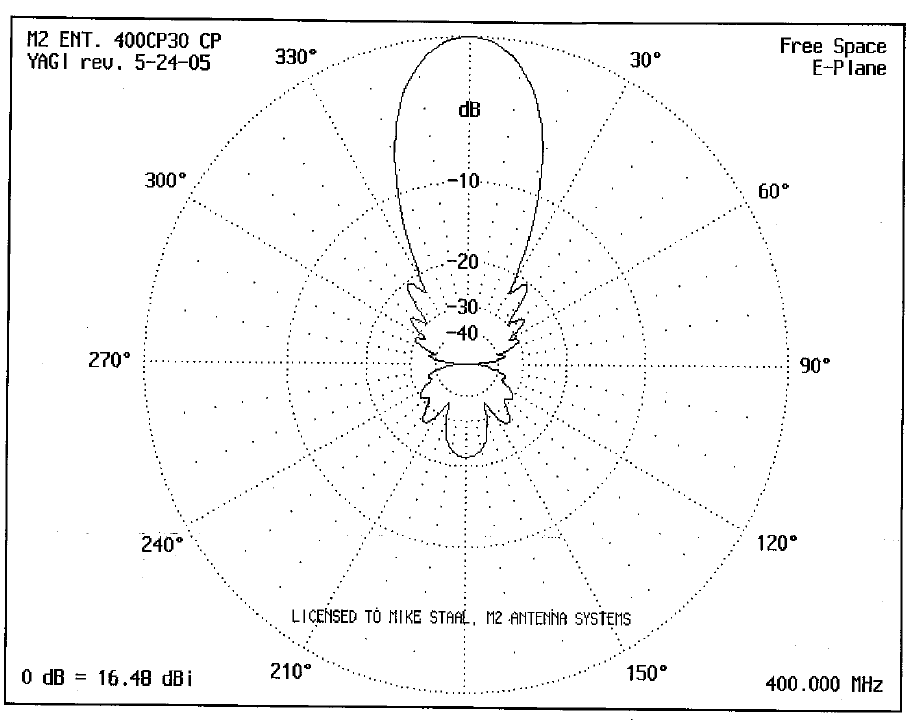 M2 ENT. 400CP30 CP
YAGI rev. 5-24-05
Free Space
E-Plane
330°
30°
dB
300°
-10
60°
-20
-30
-40
270°
90°
240°
120°
LICENSED TO MIKE STAAL, M2 ANTENNA SYSTEMS
210°
150°
0 dB = 16.48 dBi
400.000 MHz